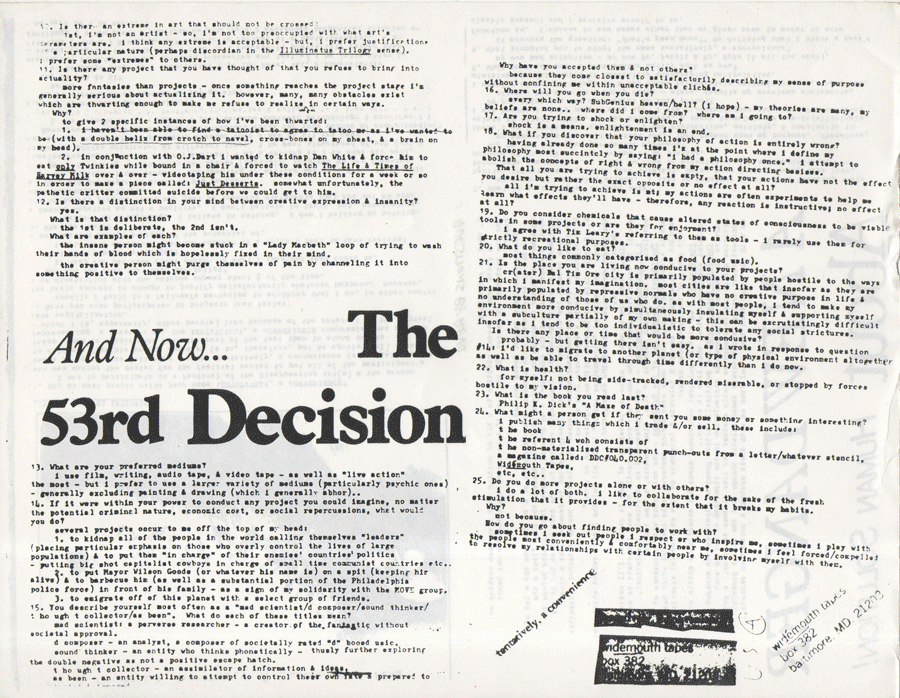 10. Is there an extreme in art that should not be crossed?
1st, i'm not an artist - so, i'm not too preoccupied with what art's
parameters are. i think any extreme is acceptable - but, i prefer justifications
of a particular nature (perhaps discordian in the Illuminatus Trilogy sense).
i prefer some "extremes" to others.
11. Is there any project that you have thought of that you refuse to bring into
actuality?
more fantasies than projects - once something reaches the project stage i'm
generally serious about actualizing it. however, many, many obstacles exist
which are thwarting enough to make me refuse to realize in certain ways.
Why?
to give 2 specific instances of how i've been thwarted:
1. i haven't been able to find a tatooist to agree to tatoo me as i've wanted to
be (with a double helix from crotch to navel, cross-bones on my chest, & a brain on
my head).
2. in conjunction with O.J.Bart i wanted to kidnap Dan White & force him to
eat only Twinkies while bound in a chair & forced to watch The Life & Times of
Harvey Milk over & over - videotaping him under these conditions for a week or so
in order to make a piece called: Just Desserts. somewhat unfortunately, the
pathetic critter committed suicide before we could get to him.
12. Is there a distinction in your mind between creative expression & insanity?
yes.
What is that distinction?
the 1st is deliberate, the 2nd isn't.
What are examples of each?
the insane person might become stuck in a "Lady Macbeth" loop of trying to wash
their hands of blood which is hopelessly fixed in their mind.
the creative person might purge themselves of pain by channeling it into
something positive to themselves.
And Now... The
53rd Decision
13. What are your preferred mediums?
i use film, writing, audio tape, & video tape - as well as "live action"
the most - but i prefer to use a larger variety of mediums (particularly psychic ones)
- generally excluding painting & drawing (which i generally abhor)..
14. If it were within your power to conduct any project you could imagine, no matter
the potential criminal nature, economic cost, or social repercussions, what would
you do?
several projects occur to me off the top of my head:
1. to kidnap all of the people in the world calling themselves "leaders"
(placing particular emphasis on those who overly control the lives of large
populations) & to put them "in charge" of their enemies' countries' politics
- putting big shot capitalist cowboys in charge of small time communist countries etc..
2. to put Mayor Wilson Goode (or whatever his name is) on a spit (keeping him
alive) & to barbecue him (as well as a substantial portion of the Philadelphia
police force) in front of his family - as a sign of my solidarity with the MOVE group.
3. to emigrate off of this planet with a select group of friends.
15. You describe yourself most often as a "mad scientist/d composer/sound thinker/
t ho ugh t collector/as been". What do each of these titles mean?
mad scientist: a perverse researcher - a creator of the fantastic without
societal approval.
d composer - an analyst, a composer of societally rated "d" booed usic.
sound thinker - an entity who thinks phonetically - thusly further exploring
the double negative as not a positive escape hatch.
t ho ugh t collector - an assimilator of information & ideas.
as been - an entity willing to attempt to control their own fate & prepared to
Why have you accepted them & not others?
because they come closest to satisfactorily describing my sense of purpose
without confining me within unacceptable clichés.
16. Where will you go when you die?
every which way? SubGenius heaven/hell? (i hope) - my theories are many, my
beliefs are none.. where did i come from? where am i going to?
17. Are you trying to shock or enlighten?
shock is a means. enlightenment is an end.
18. What if you discover that your philosophy of action is entirely wrong?
having already done so many times i'm at the point where i define my
philosophy most succintely by saying: "i had a philosophy once." i attempt to
abolish the concepts of right & wrong from my action directing basises.
That all you are trying to achieve is empty, that your actions have not the effect
you desire but rather the exact opposite or no effect at all?
all i'm trying to achieve is at; my actions are often experiments to help me
learn what effects they'll have - therefore, any reaction is instructive; no effect
at all?
19. Do you consider chemicals that cause altered states of consciousness to be viable
tools in some projects or are they for enjoyment?
i agree with Tim Leary's referring to them as tools - i rarely use them for
strictly recreational purposes.
20. What do you like to eat?
most things commonly categorized as food (food usic).
21. Is the place you are living now conducive to your projects?
cr(ater) Bal Tim Ore city is primarily populated by people hostile to the ways
in which i manifest my imagination. most cities are like that insofar as they are
primarily populated by repressive normals who have no creative purpose in life &
no understanding of those of us who do. as with most people, i tend to make my
environment more conducive by simultaneously insulating myself & supporting myself
with a subculture partially of my own making - this can be excrutiatingly difficult
insofar as i tend to be too individualistic to tolerate any social strictures.
Is there any place or time that would be more condusive?
probably - but getting there isn't easy. as i wrote in response to question
#14: i'd like to migrate to another planet (or type of physical environment altogether)
as well as be able to travel through time differently than i do now.
22. What is health?
for myself: not being side-tracked, rendered miserable, or stopped by forces
hostile to my vision.
23. What is the book you read last?
Philip K. Dick's "A Maze of Death"
24. What might a person get if they sent you some money or something interesting?
i publish many things which i trade &/or sell. these include:
t he book
t he referent 4 woh consists of
t he non-materialized transparent punch-outs from a letter/whatever stencil,
a magazine called: DDC#040.002,
Widémouth Tapes,
etc, etc..
25. Do you do more projects alone or with others?
i do a lot of both. i like to collaborate for the sake of the fresh
stimulation that it provides - for the extent that it breaks my habits.
Why?
not because.
How do you go about finding people to work with?
sometimes i seek out people i respect or who inspire me, sometimes i play with
the people most conveniently & comfortably near me, sometimes i feel forced/compelled
to resolve my relationships with certain people by involving myself with them.
tentatively, a convenience
widemouth tapes
box 382
widemouth tapes
box 382
baltimore, MD. 21203